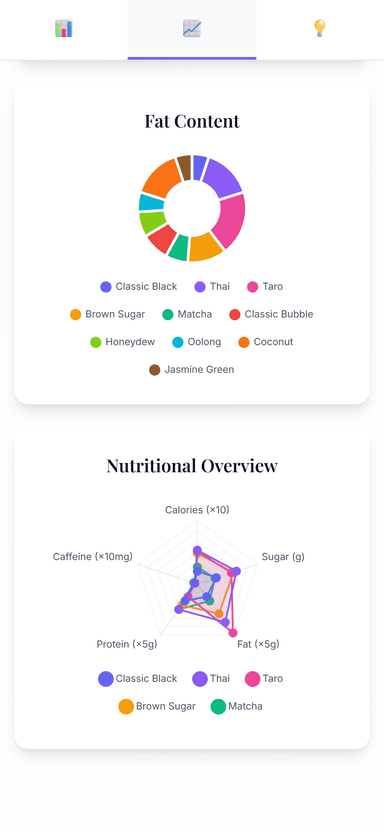 Fat Content
Classic Black Thai Taro
Brown Sugar Matcha Classic Bubble
Honeydew Oolong Coconut
Jasmine Green
Nutritional Overview
Calories (×10)
Caffeine (×10mg) Sugar (g)
Protein (×5g) Fat (×5g)
Classic Black Thai Taro
Brown Sugar Matcha